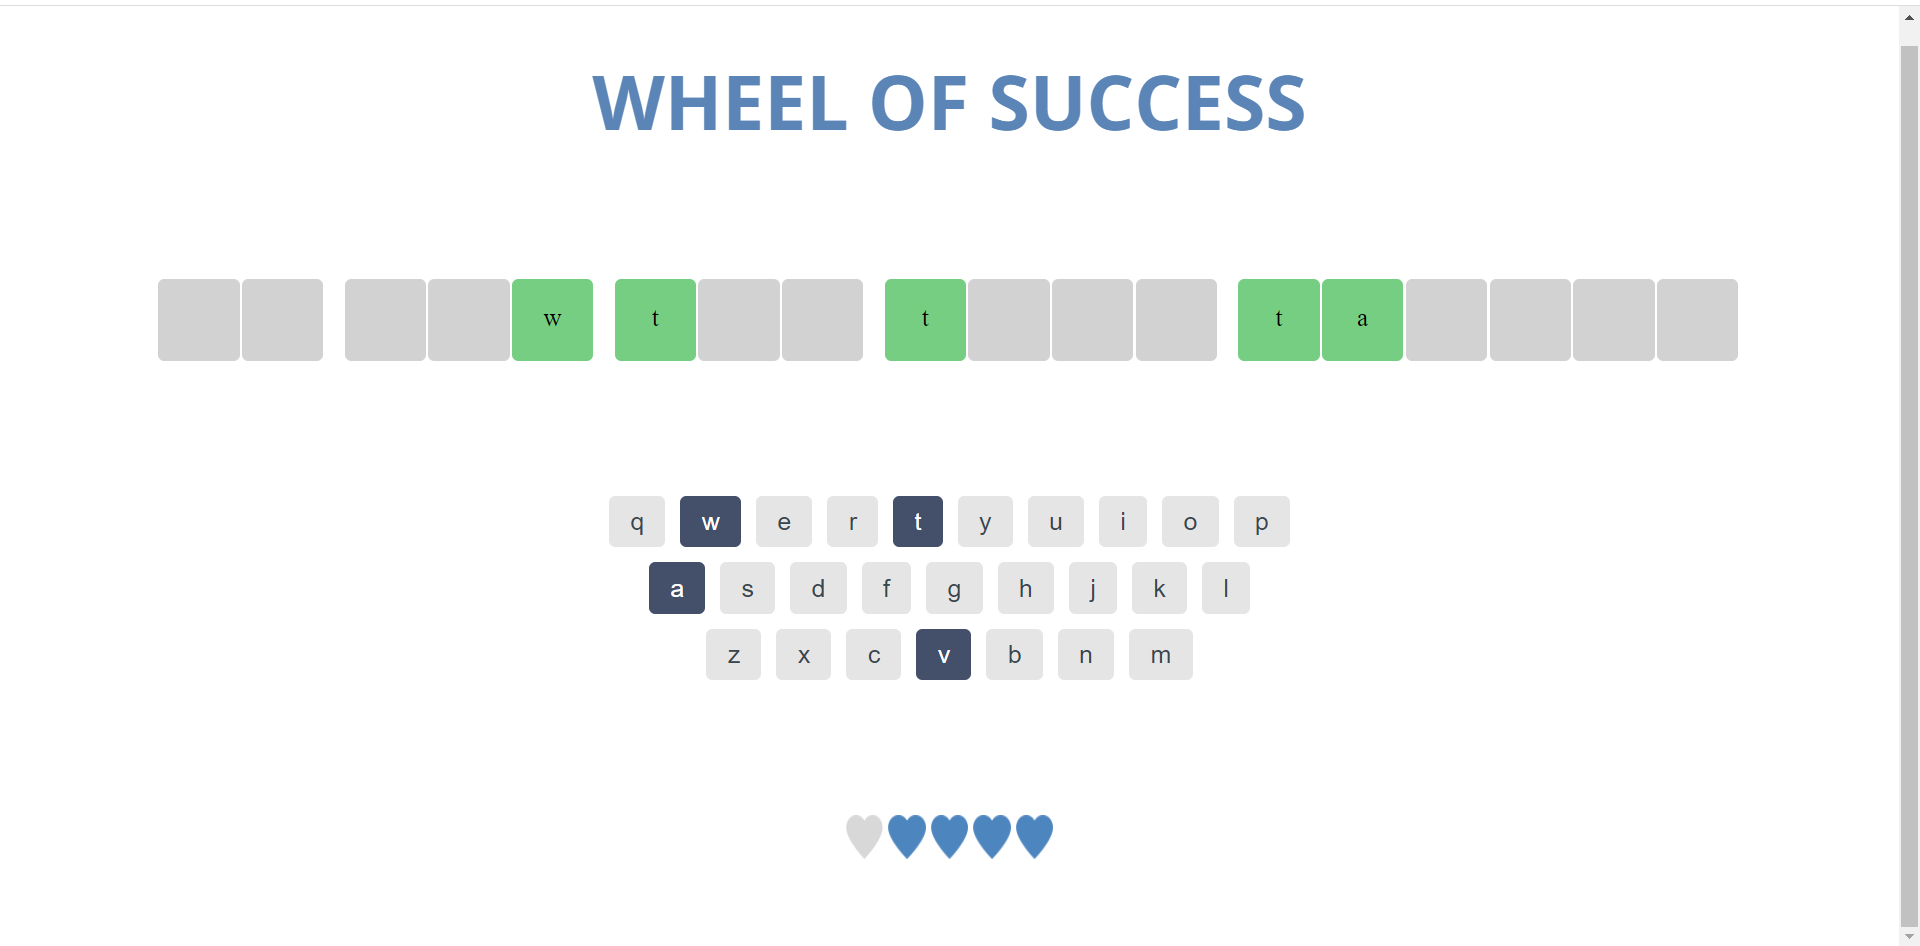 WHEEL OF SUCCESS
w t t t a
q w e r t y u i o p
a s d f g h j k l
z x c v b n m